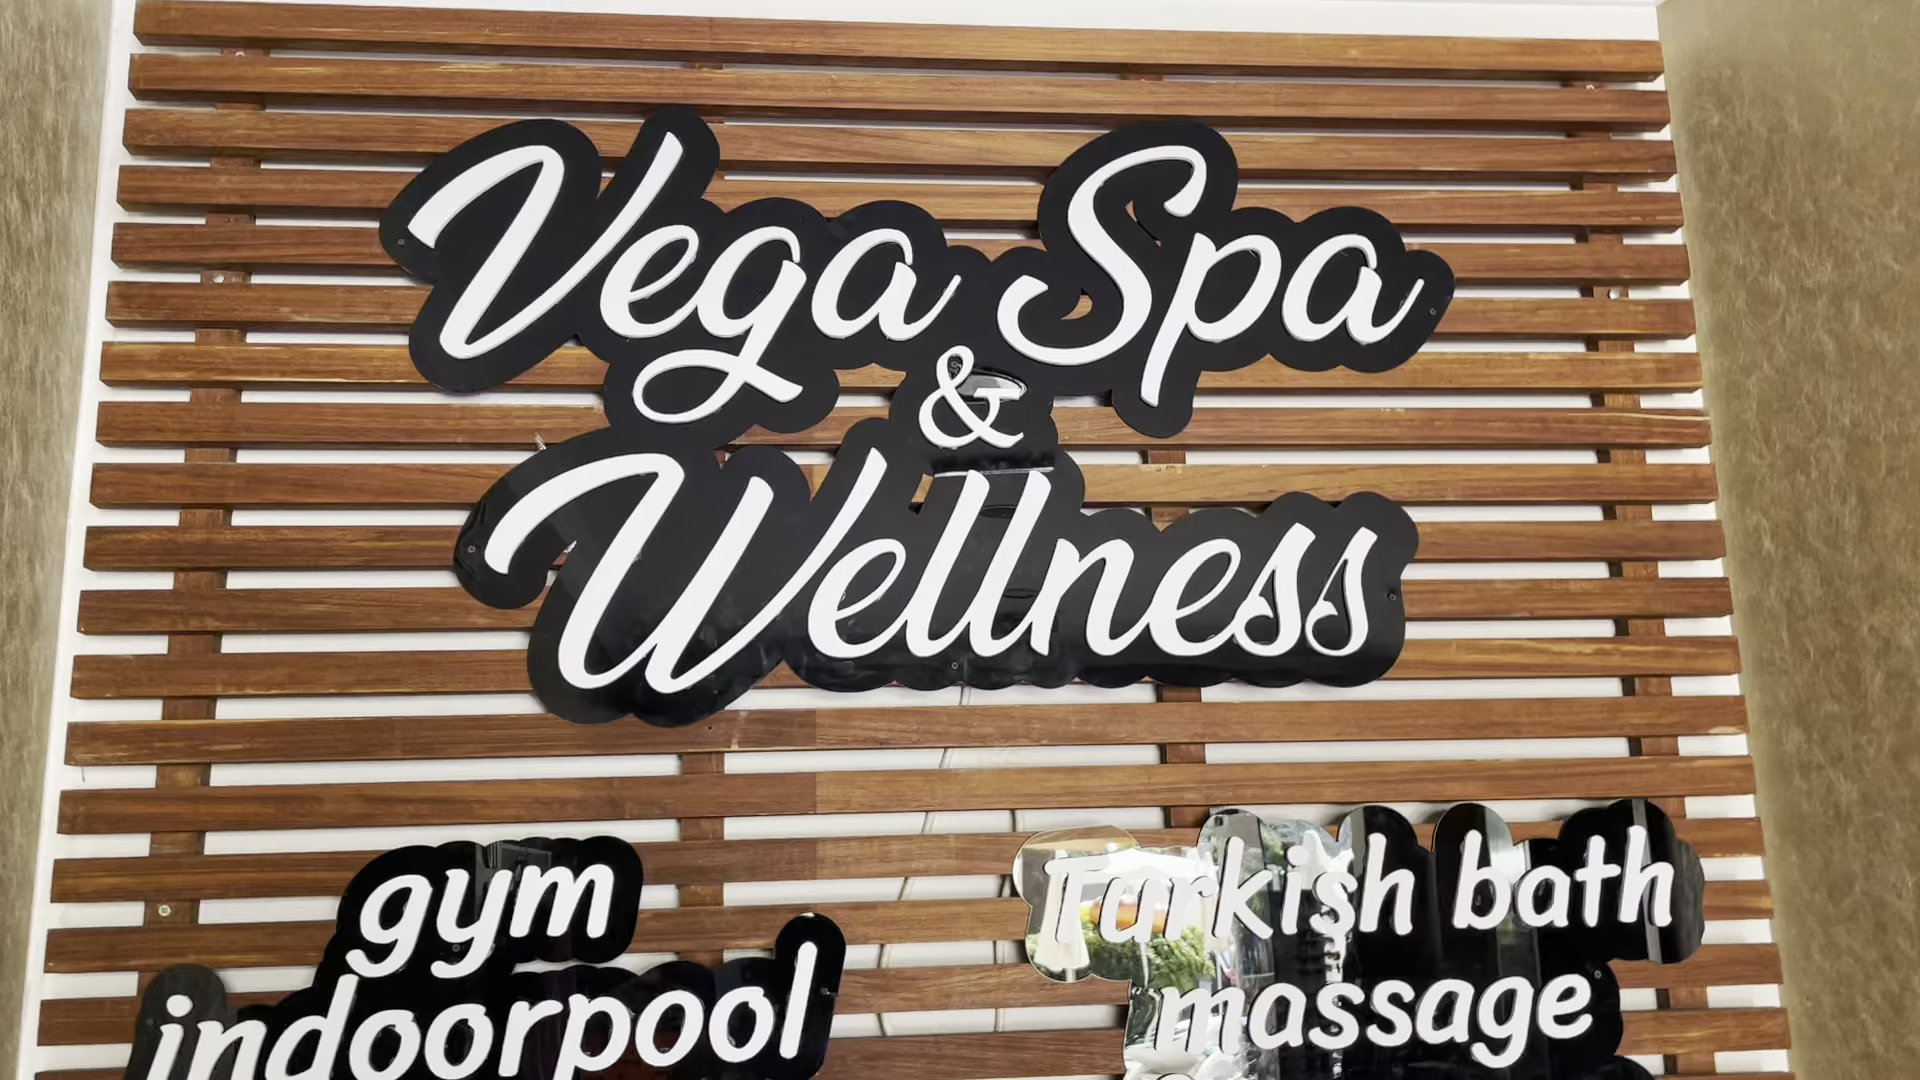 Vega Spa
&
Wellness
gym
indoorpool
Turkish bath
massage